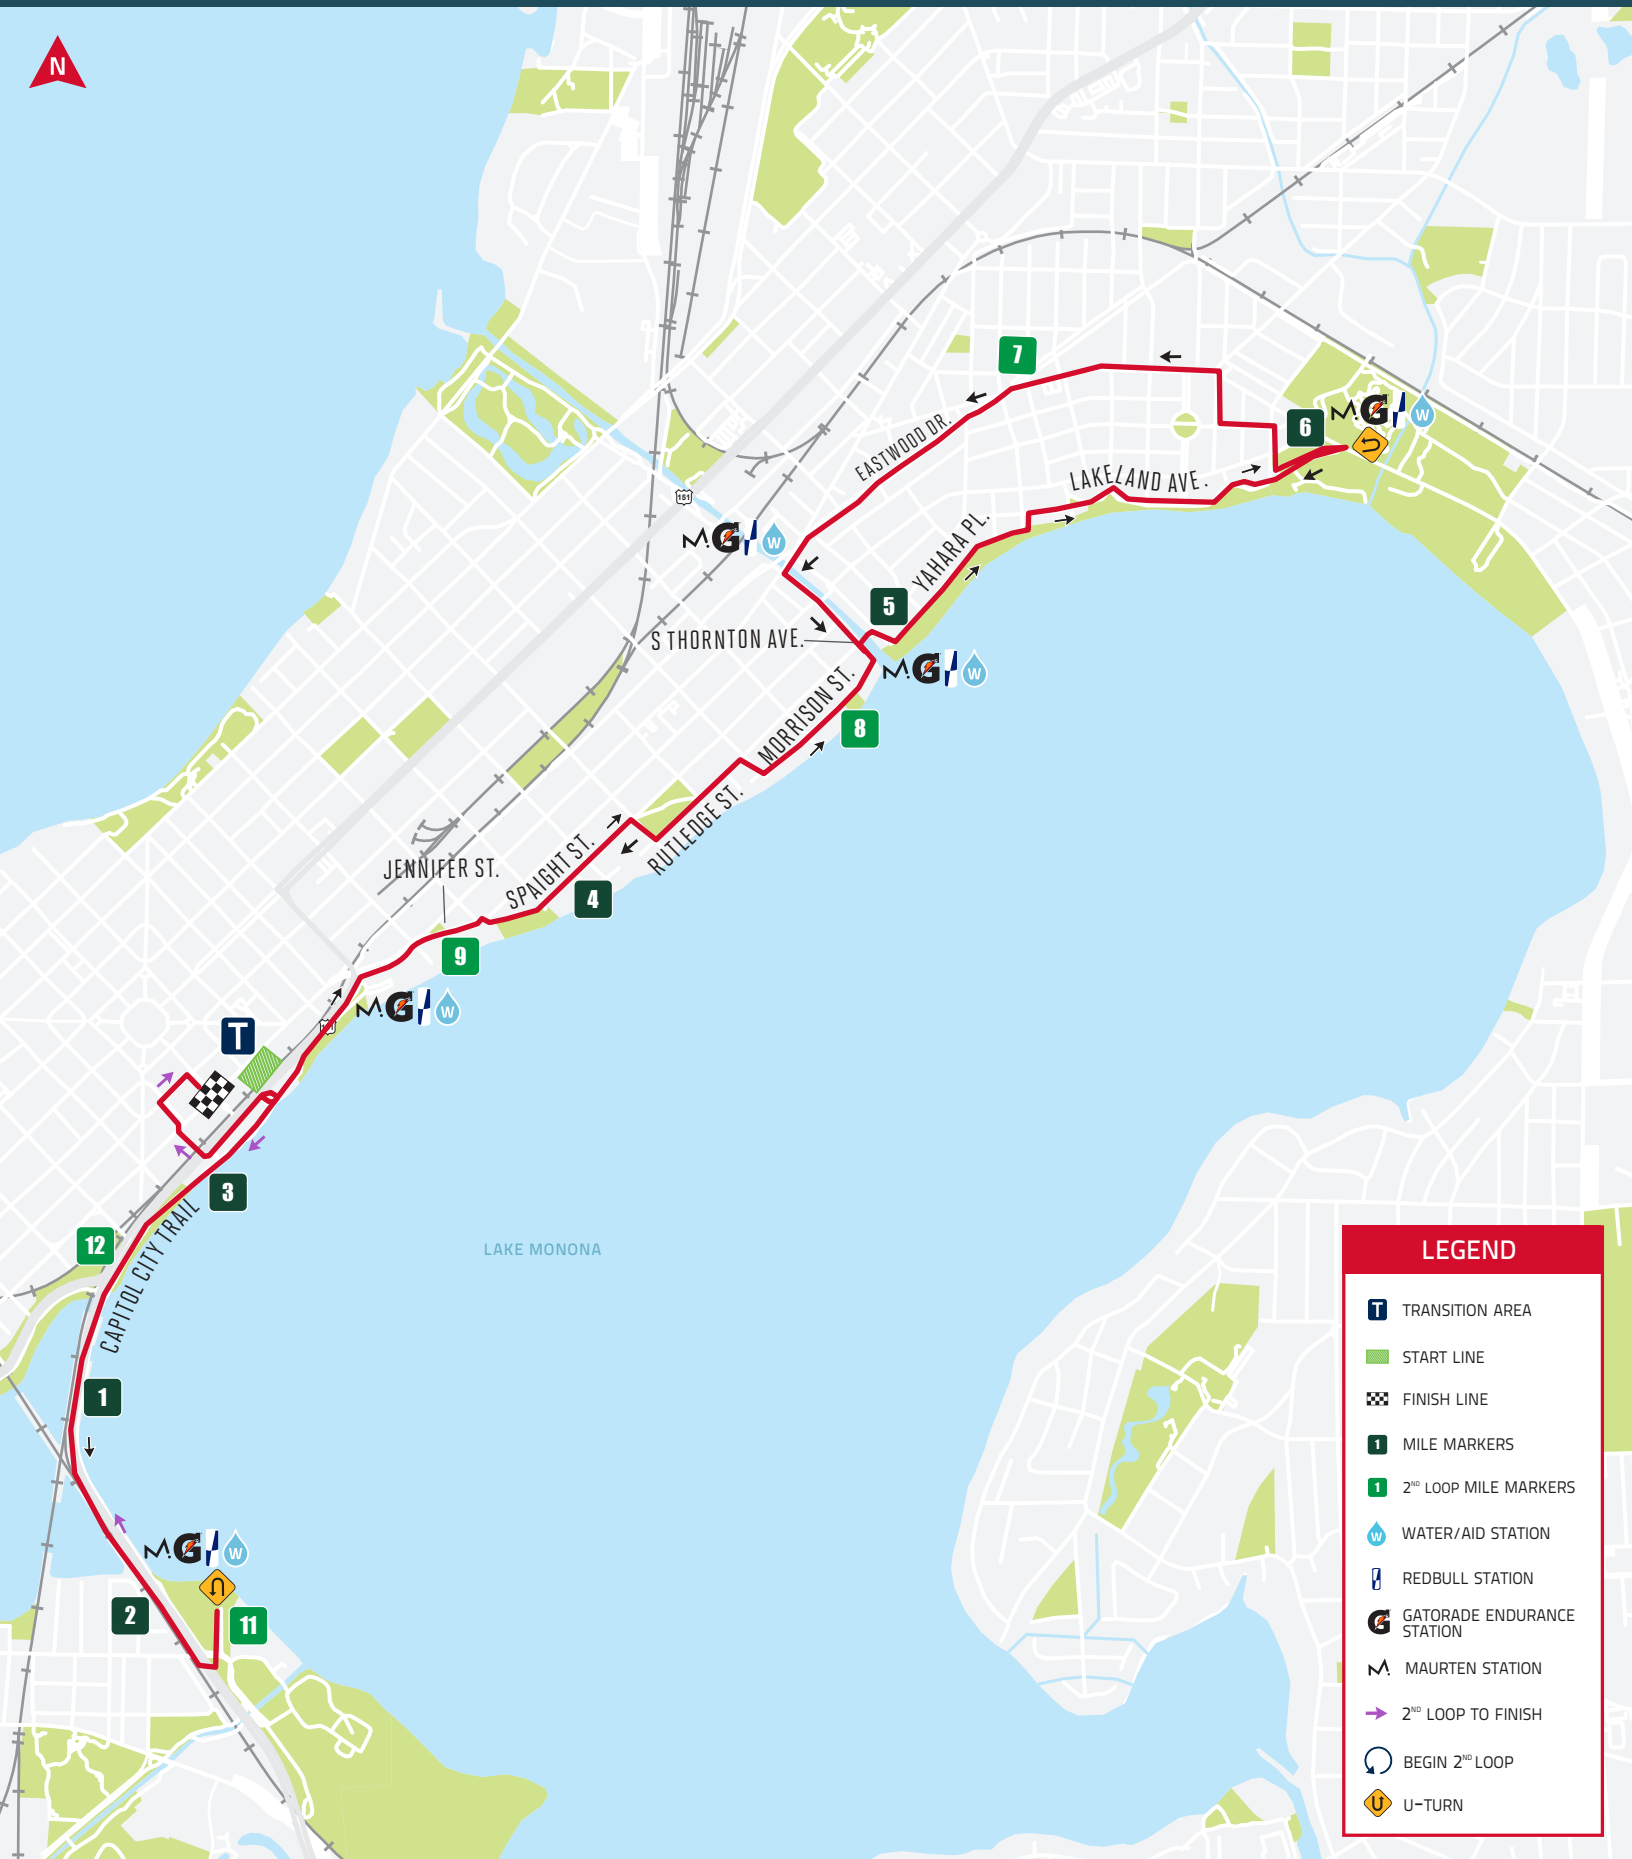 N
7
6
W
EASTWOOD DR.
LAKELAND AVE.
151
G
W
YAHARA PL.
5
S THORNTON AVE.
G
W
MORRISON ST.
8
RUTLEDGE ST.
JENNIFER ST.
SPAIGHT ST.
4
9
G
W
T
3
CAPITOL CITY TRAIL
12
LAKE MONONA
1
G
W
2
11
LEGEND
T TRANSITION AREA
START LINE
FINISH LINE
1 MILE MARKERS
1 2ND LOOP MILE MARKERS
W WATER/AID STATION
REDBULL STATION
G GATORADE ENDURANCE
STATION
M. MAURTEN STATION
2ND LOOP TO FINISH
BEGIN 2ND LOOP
U-TURN